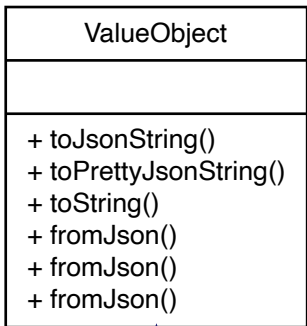 ValueObject
+ toJsonString()
+ toPrettyJsonString()
+ toString()
+ fromJson()
+ fromJson()
+ fromJson()